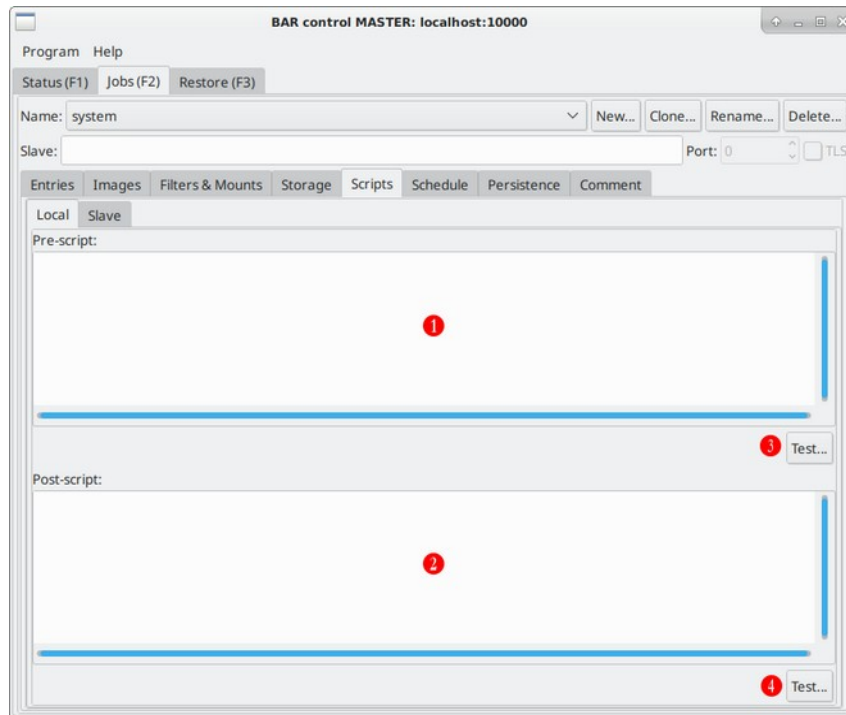 BAR control MASTER: localhost:10000
Program Help
Status (F1) Jobs (F2) Restore (F3)
Name: system New... Clone... Rename... Delete...
Slave: Port: 0 TLS
Entries Images Filters & Mounts Storage Scripts Schedule Persistence Comment
Local Slave
Pre-script:
1
3 Test...
Post-script:
2
4 Test...